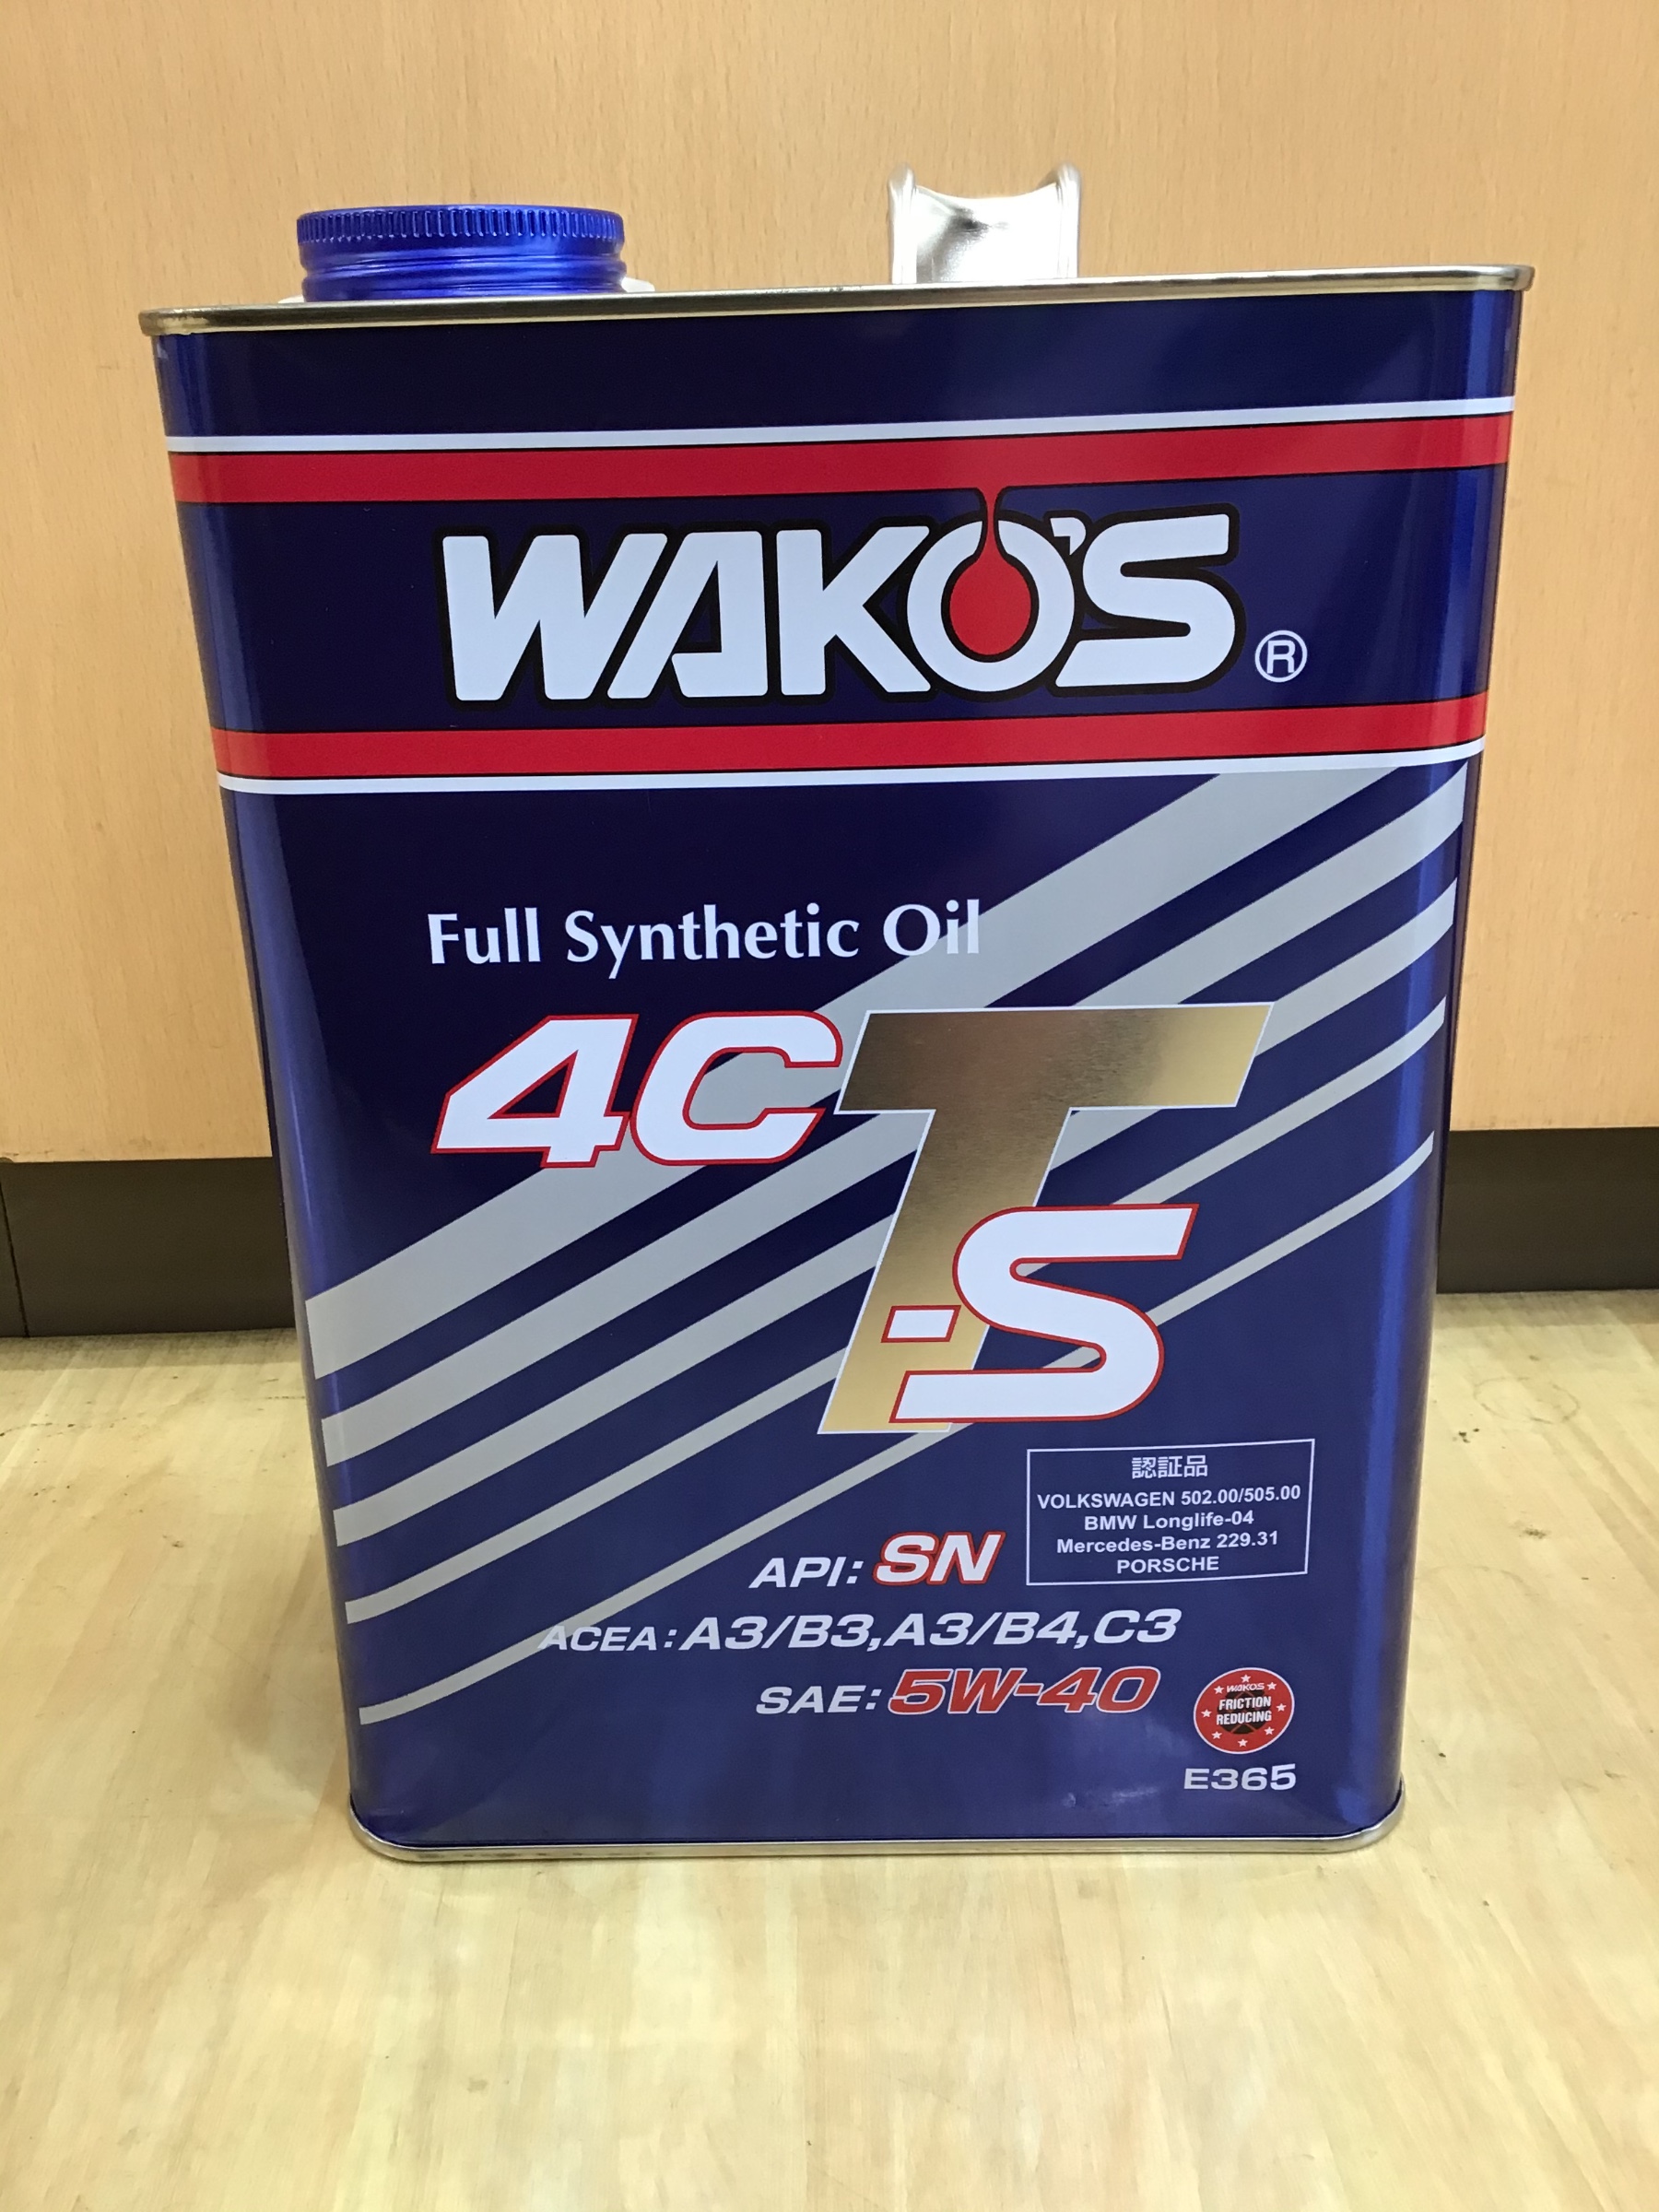 WAKO'S ®
Full Synthetic Oil
4CT-S
認証品
VOLKSWAGEN 502.00/505.00
BMW Longlife-04
Mercedes-Benz 229.31
PORSCHE
API: SN
ACEA: A3/B3,A3/B4,C3
SAE: 5W-40
WAKO'S
FRICTION
REDUCING
E365